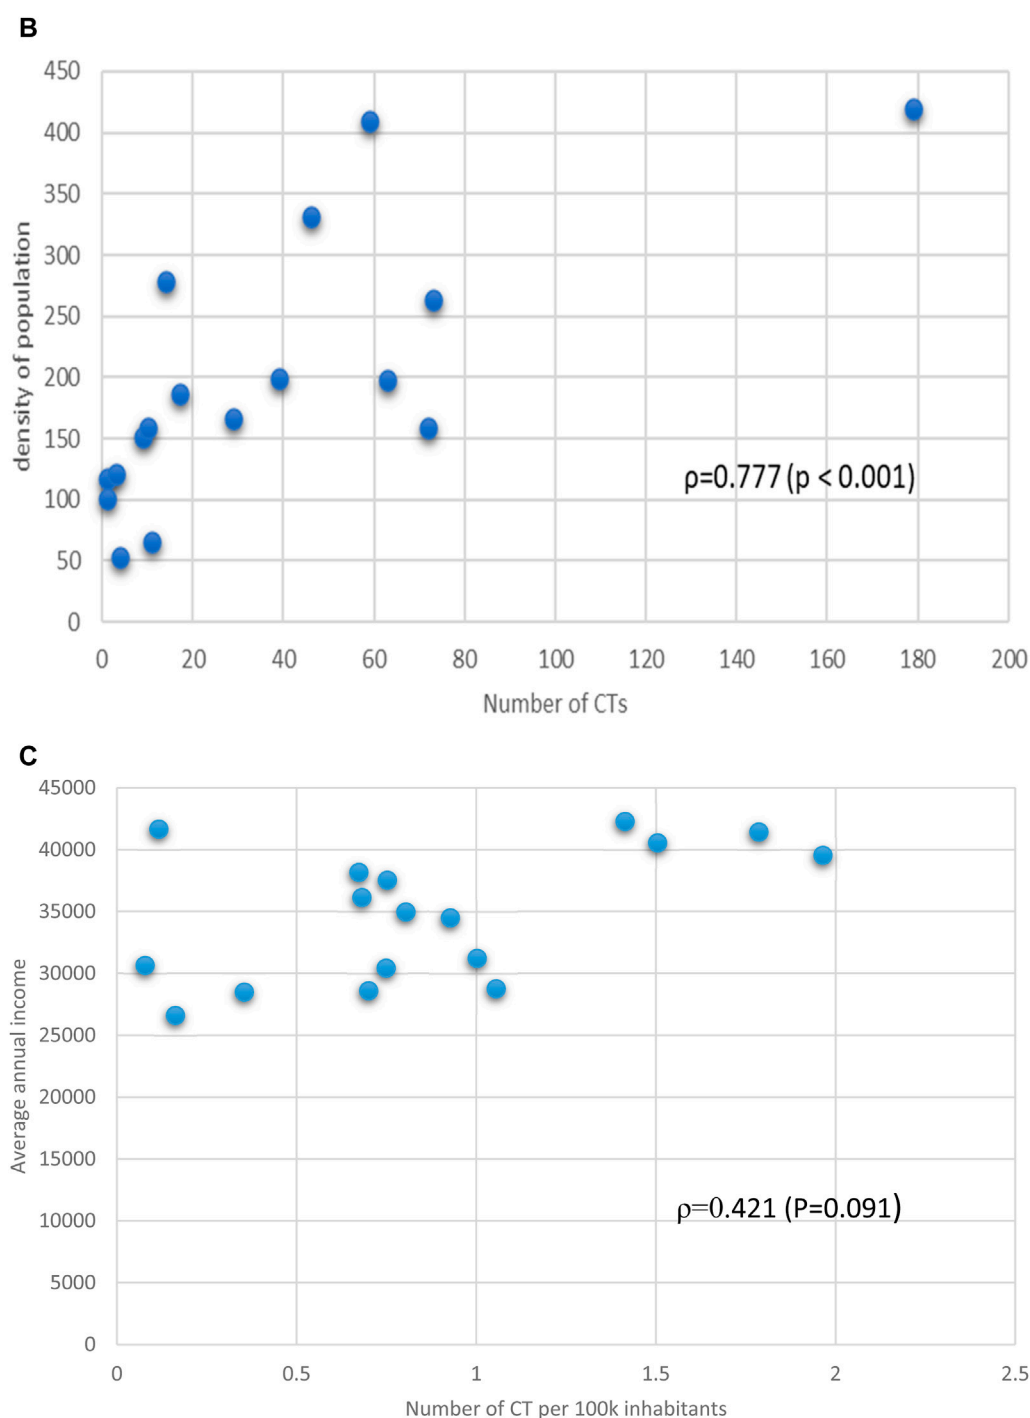 B
450
400
350
300
250
200
150
100
50
0
density of population
ρ=0.777 (p < 0.001)
0 20 40 60 80 100 120 140 160 180 200
Number of CTs
C
45000
40000
35000
30000
25000
20000
15000
10000
5000
0
Average annual income
ρ=0.421 (P=0.091)
0 0.5 1 1.5 2 2.5
Number of CT per 100k inhabitants